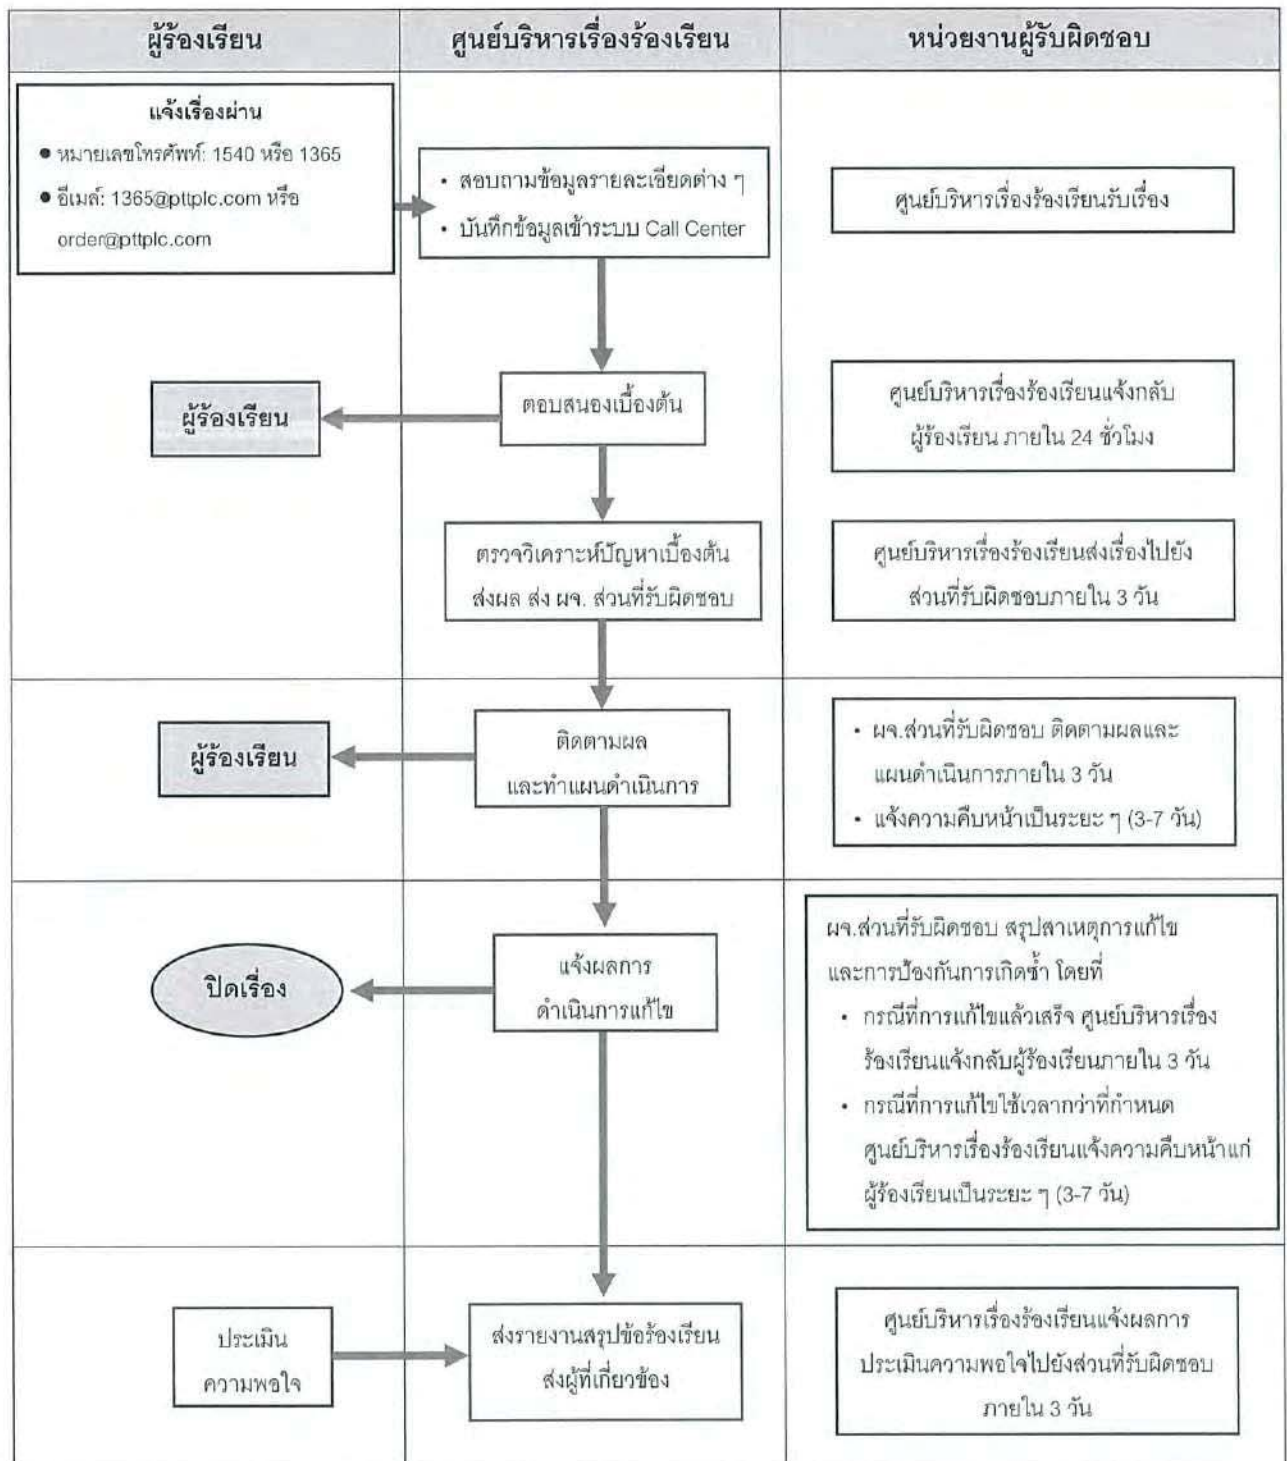 ผู้ร้องเรียน
ศูนย์บริหารเรื่องร้องเรียน
หน่วยงานผู้รับผิดชอบ
แจ้งเรื่องผ่าน
● หมายเลขโทรศัพท์: 1540 หรือ 1365
● อีเมล์: 1365@pttplc.com หรือ
order@pttplc.com
• สอบถามข้อมูลรายละเอียดต่าง ๆ
• บันทึกข้อมูลเข้าระบบ Call Center
ศูนย์บริหารเรื่องร้องเรียนรับเรื่อง
ผู้ร้องเรียน
ตอบสนองเบื้องต้น
ศูนย์บริหารเรื่องร้องเรียนแจ้งกลับ
ผู้ร้องเรียน ภายใน 24 ชั่วโมง
ตรวจวิเคราะห์ปัญหาเบื้องต้น
ส่งผล ส่ง ผจ. ส่วนที่รับผิดชอบ
ศูนย์บริหารเรื่องร้องเรียนส่งเรื่องไปยัง
ส่วนที่รับผิดชอบภายใน 3 วัน
ผู้ร้องเรียน
ติดตามผล
และทำแผนดำเนินการ
• ผจ.ส่วนที่รับผิดชอบ ติดตามผลและ
แผนดำเนินการภายใน 3 วัน
• แจ้งความคืบหน้าเป็นระยะ ๆ (3-7 วัน)
ปิดเรื่อง
แจ้งผลการ
ดำเนินการแก้ไข
ผจ.ส่วนที่รับผิดชอบ สรุปสาเหตุการแก้ไข
และการป้องกันการเกิดซ้ำ โดยที่
• กรณีที่การแก้ไขแล้วเสร็จ ศูนย์บริหารเรื่อง
ร้องเรียนแจ้งกลับผู้ร้องเรียนภายใน 3 วัน
• กรณีที่การแก้ไขใช้เวลากว่าที่กำหนด
ศูนย์บริหารเรื่องร้องเรียนแจ้งความคืบหน้าแก่
ผู้ร้องเรียนเป็นระยะ ๆ (3-7 วัน)
ประเมิน
ความพอใจ
ส่งรายงานสรุปข้อร้องเรียน
ส่งผู้ที่เกี่ยวข้อง
ศูนย์บริหารเรื่องร้องเรียนแจ้งผลการ
ประเมินความพอใจไปยังส่วนที่รับผิดชอบ
ภายใน 3 วัน